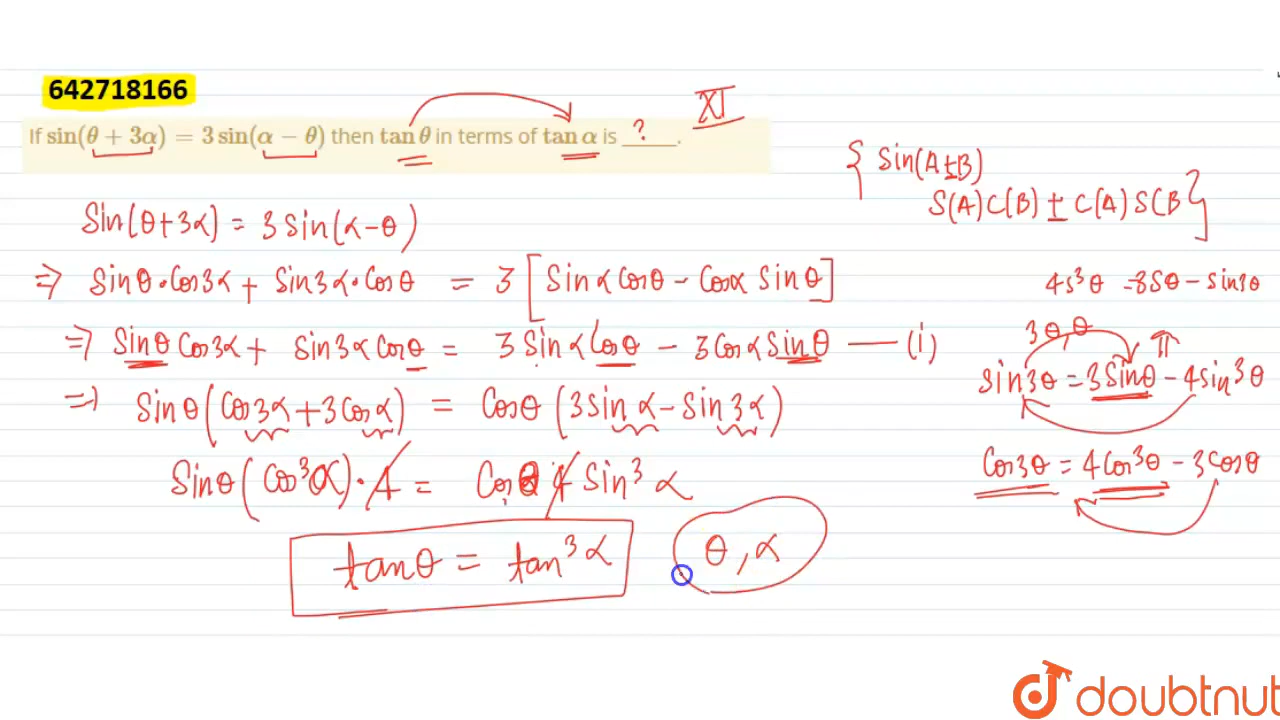 642718166
XI
If sin(θ + 3α) = 3 sin(α − θ) then tan θ in terms of tan α is _____.
?
{ Sin(A±B)
S(A)C(B) ± C(A)S(B }
Sin(θ+3α) = 3 Sin(α-θ)
⇒ Sinθ·Cos3α + Sin3α·Cosθ = 3 [Sinα Cosθ - Cosα Sinθ]
4S³θ =3Sθ - Sin3θ
⇒ Sinθ Cos3α + Sin3α Cosθ = 3 Sinα Cosθ - 3 Cosα Sinθ — (i)
3θ, θ
π
Sin3θ = 3Sinθ - 4Sin³θ
⇒ Sinθ(Cos3α + 3Cosα) = Cosθ (3Sinα - Sin3α)
Cos3θ = 4Cos³θ - 3Cosθ
Sinθ(Cos³α)·4 = Cosθ 4 Sin³α
tanθ = tan³α
θ, α
doubtnut